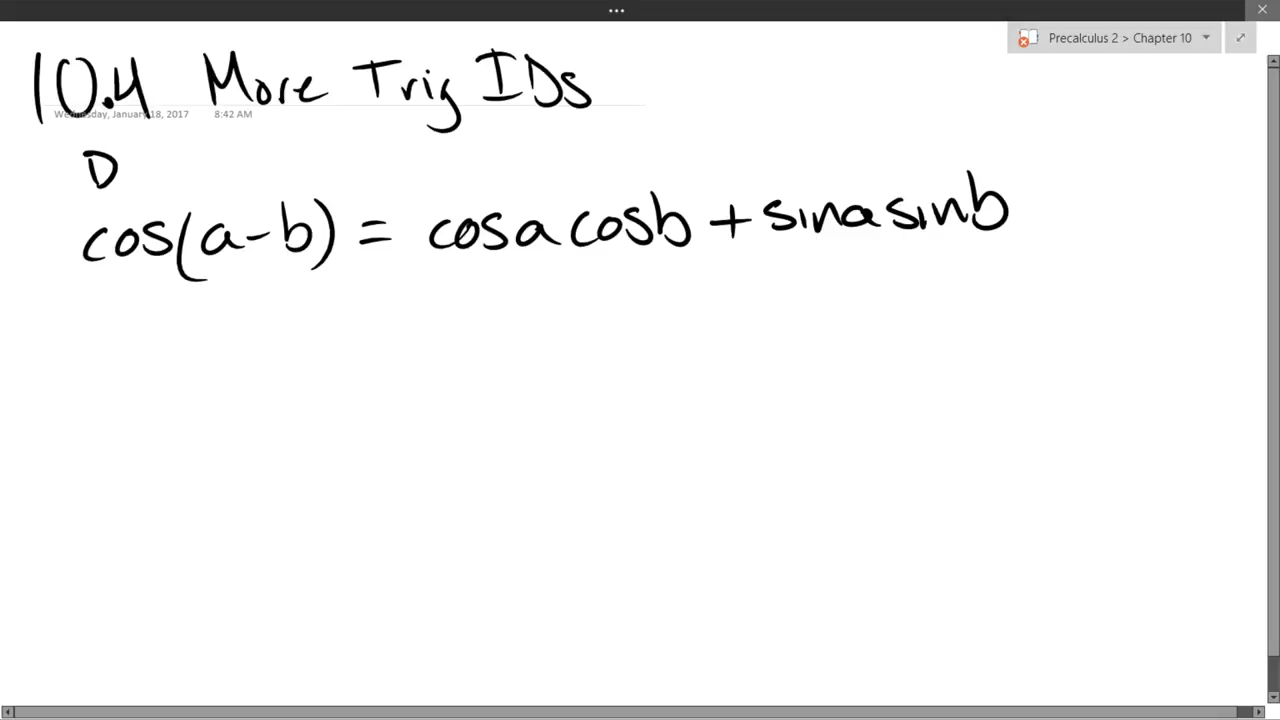 ...
Precalculus 2 > Chapter 10
10.4 More Trig IDs
Wednesday, January 18, 2017 8:42 AM
D
cos(a-b) = cosacosb + sinasinb